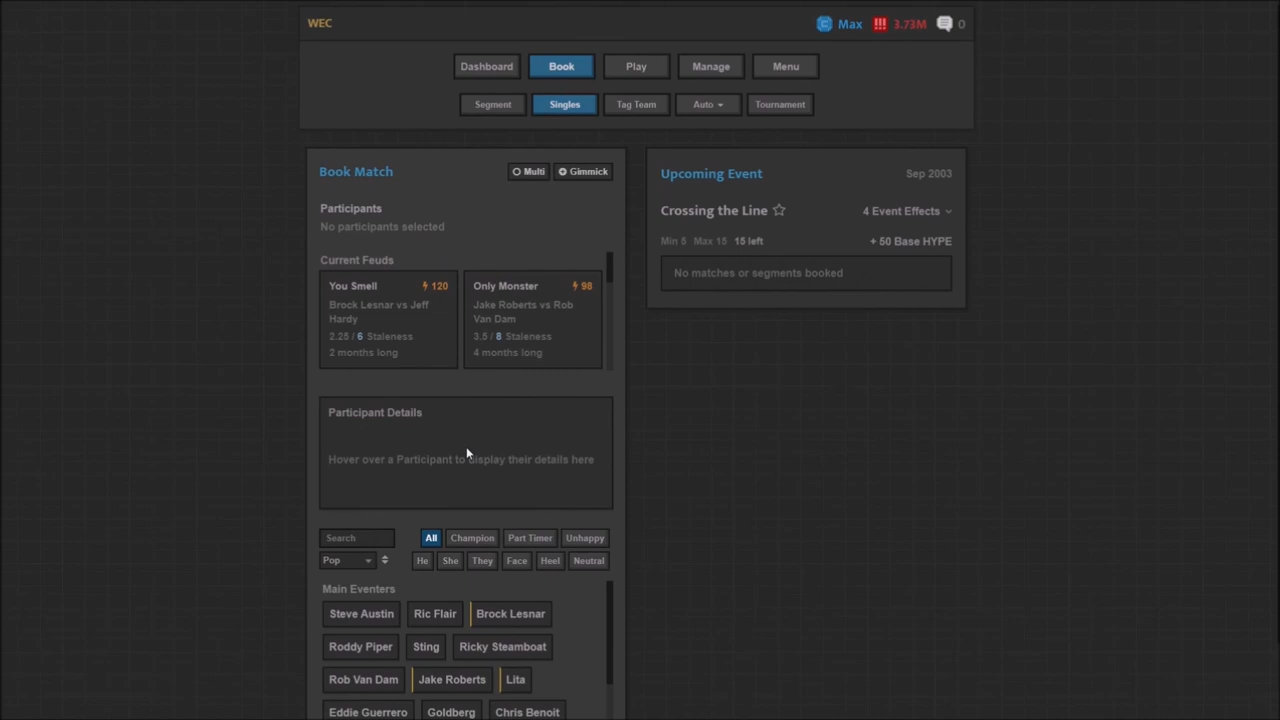 WEC
Max 3.73M 0
Dashboard Book Play Manage Menu
Segment Singles Tag Team Auto Tournament
Book Match Multi Gimmick
Participants
No participants selected
Current Feuds
You Smell 120
Brock Lesnar vs Jeff
Hardy
2.25 / 6 Staleness
2 months long
Only Monster 98
Jake Roberts vs Rob
Van Dam
3.5 / 8 Staleness
4 months long
Participant Details
Hover over a Participant to display their details here
Search All Champion Part Timer Unhappy
Pop He She They Face Heel Neutral
Main Eventers
Steve Austin Ric Flair Brock Lesnar
Roddy Piper Sting Ricky Steamboat
Rob Van Dam Jake Roberts Lita
Eddie Guerrero Goldberg Chris Benoit
Upcoming Event Sep 2003
Crossing the Line 4 Event Effects
Min 5 Max 15 15 left + 50 Base HYPE
No matches or segments booked